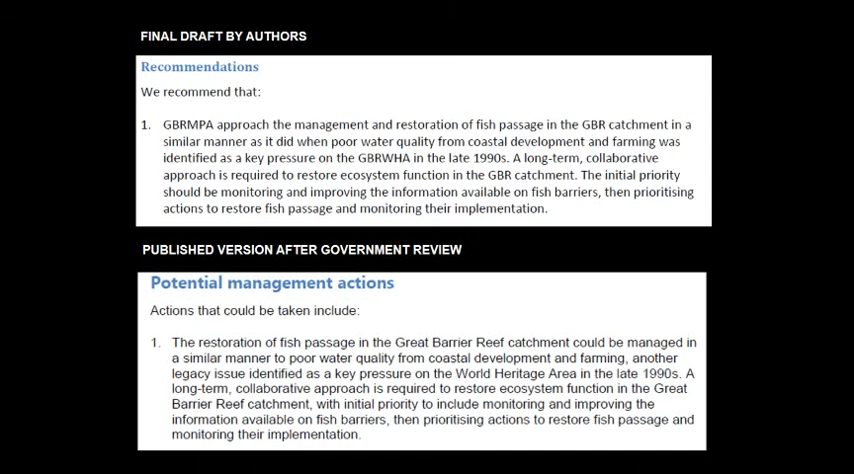 FINAL DRAFT BY AUTHORS
Recommendations
We recommend that:
1. GBRMPA approach the management and restoration of fish passage in the GBR catchment in a
similar manner as it did when poor water quality from coastal development and farming was
identified as a key pressure on the GBRWHA in the late 1990s. A long-term, collaborative
approach is required to restore ecosystem function in the GBR catchment. The initial priority
should be monitoring and improving the information available on fish barriers, then prioritising
actions to restore fish passage and monitoring their implementation.
PUBLISHED VERSION AFTER GOVERNMENT REVIEW
Potential management actions
Actions that could be taken include:
1. The restoration of fish passage in the Great Barrier Reef catchment could be managed in
a similar manner to poor water quality from coastal development and farming, another
legacy issue identified as a key pressure on the World Heritage Area in the late 1990s. A
long-term, collaborative approach is required to restore ecosystem function in the Great
Barrier Reef catchment, with initial priority to include monitoring and improving the
information available on fish barriers, then prioritising actions to restore fish passage and
monitoring their implementation.